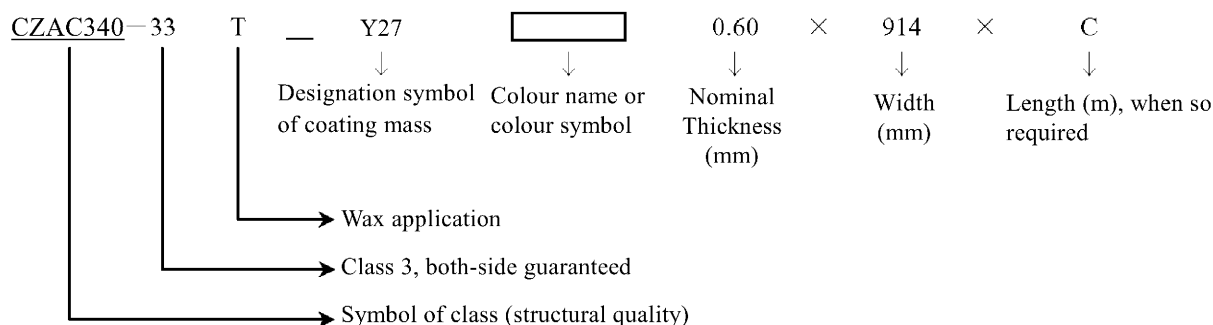 CZAC340-33 T _ Y27 0.60 × 914 × C
Designation symbol
of coating mass
Colour name or
colour symbol
Nominal
Thickness
(mm)
Width
(mm)
Length (m), when so
required
Wax application
Class 3, both-side guaranteed
Symbol of class (structural quality)